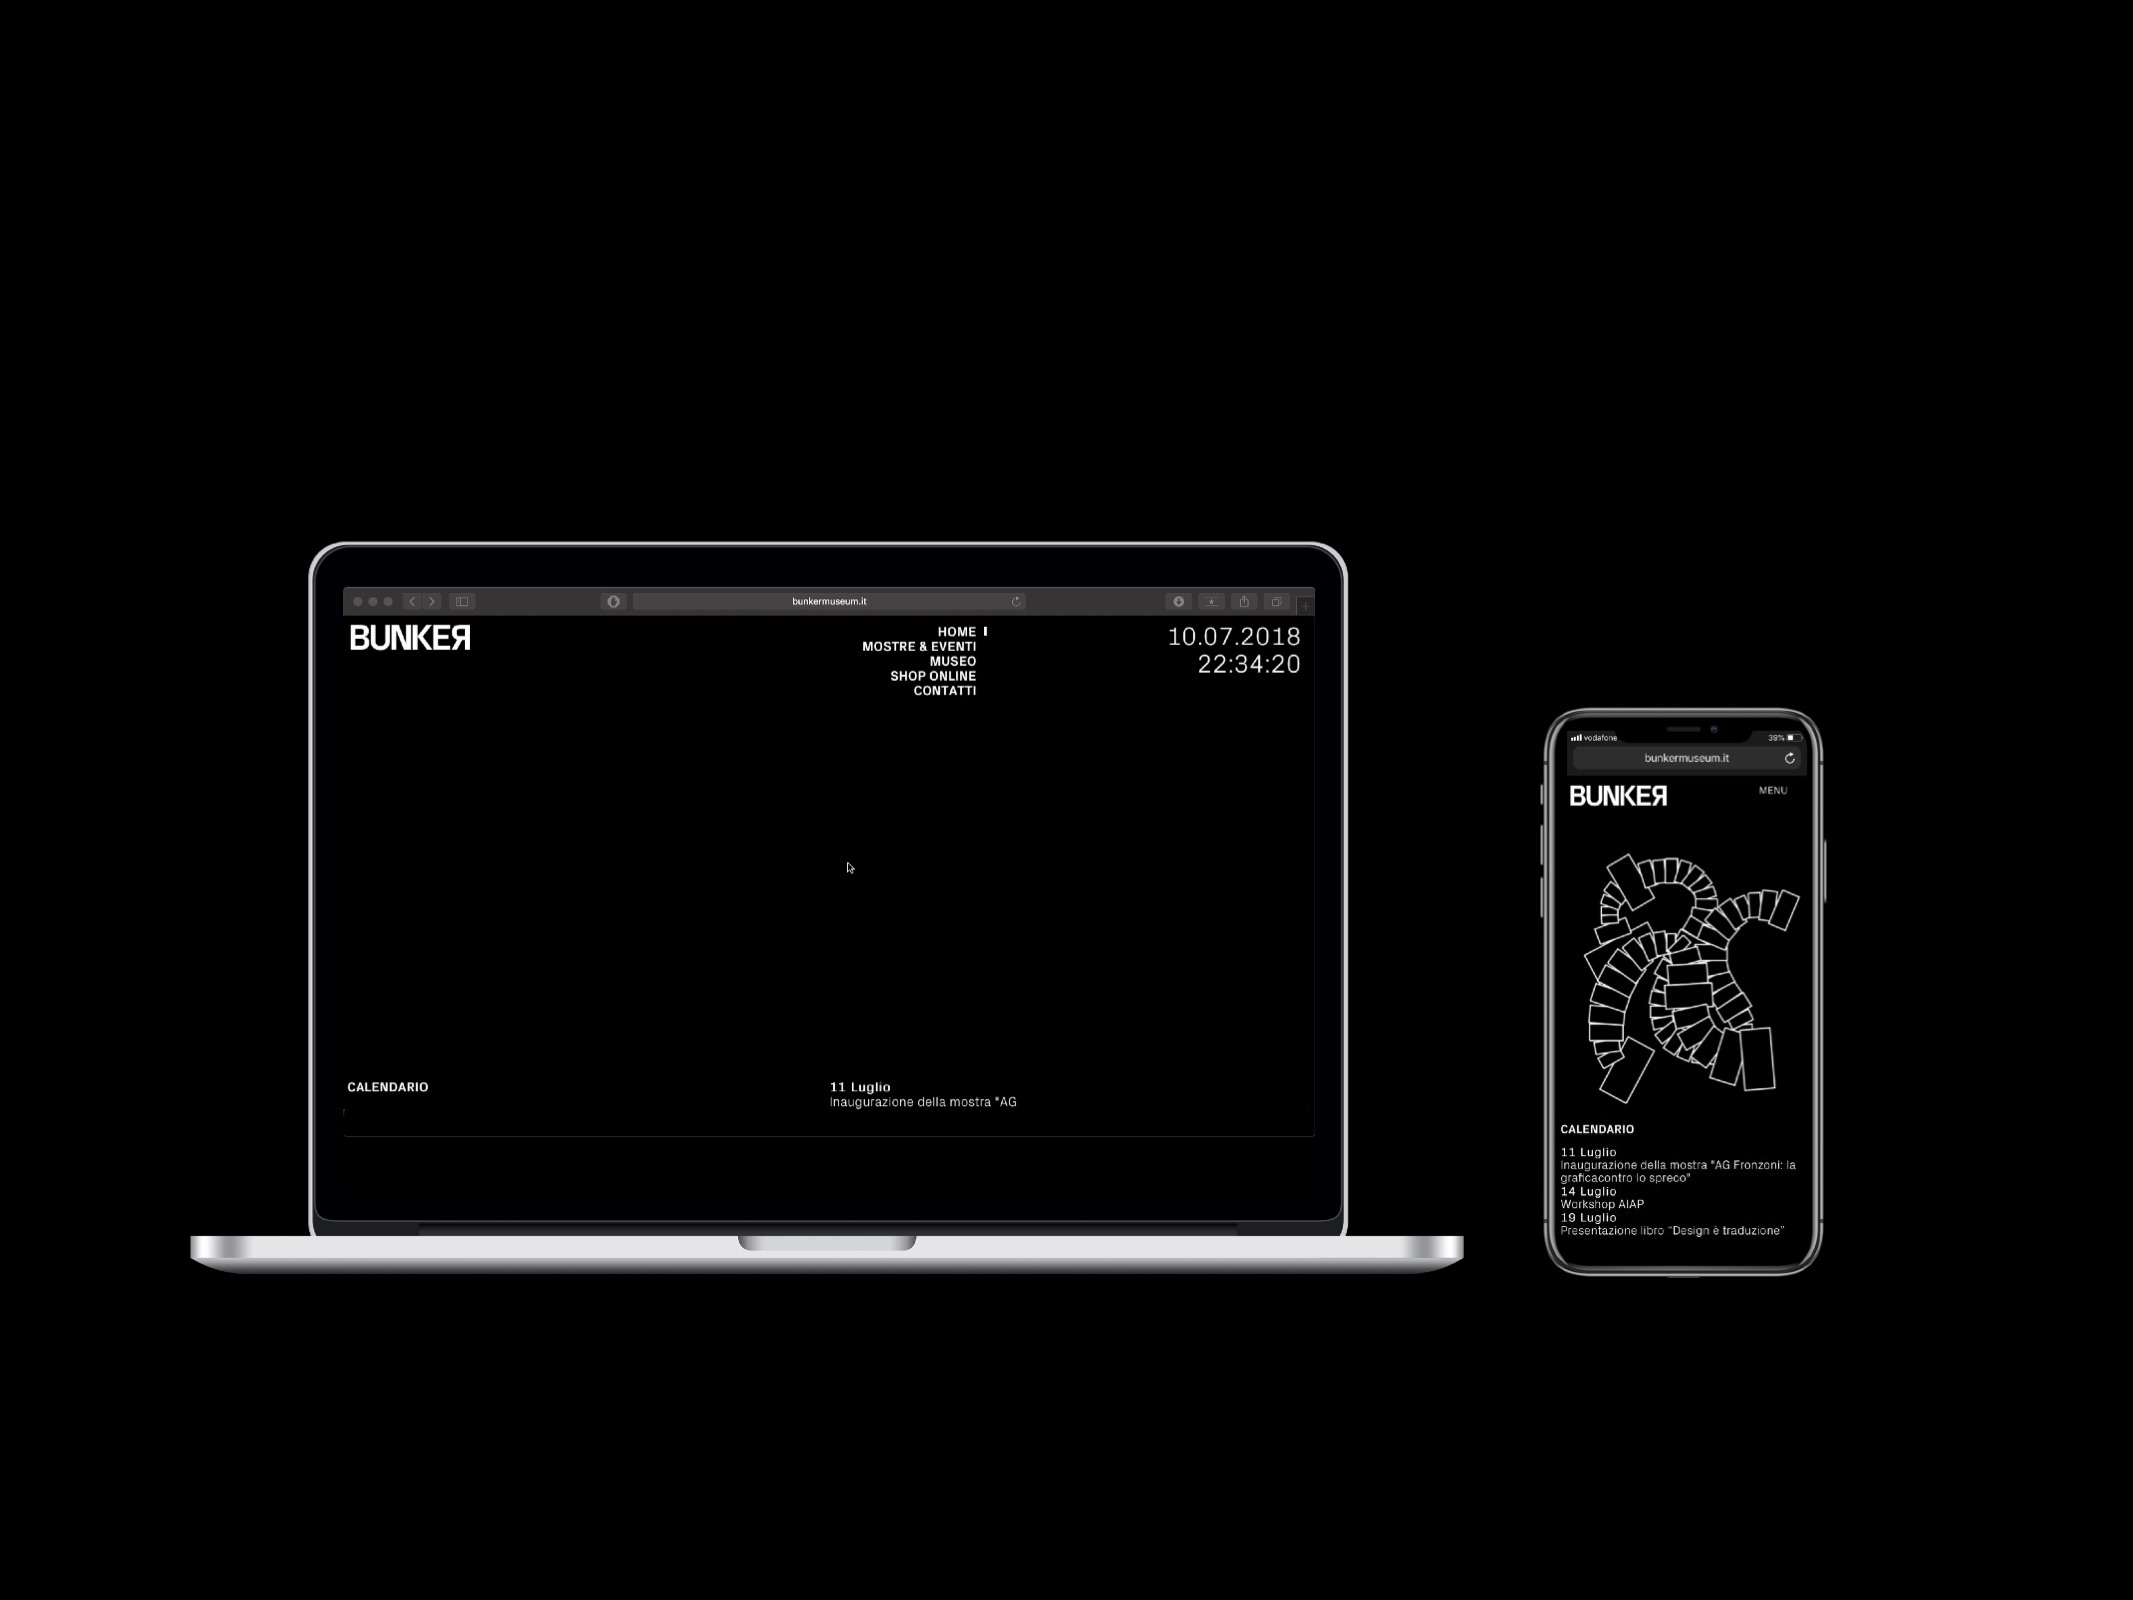 bunkermuseum.it
BUNKEЯ
HOME
MOSTRE & EVENTI
MUSEO
SHOP ONLINE
CONTATTI
10.07.2018
22:34:20
CALENDARIO
11 Luglio
Inaugurazione della mostra "AG
vodafone
39%
bunkermuseum.it
BUNKEЯ
MENU
CALENDARIO
11 Luglio
Inaugurazione della mostra "AG Fronzoni: la
graficacontro lo spreco"
14 Luglio
Workshop AIAP
19 Luglio
Presentazione libro "Design è traduzione"